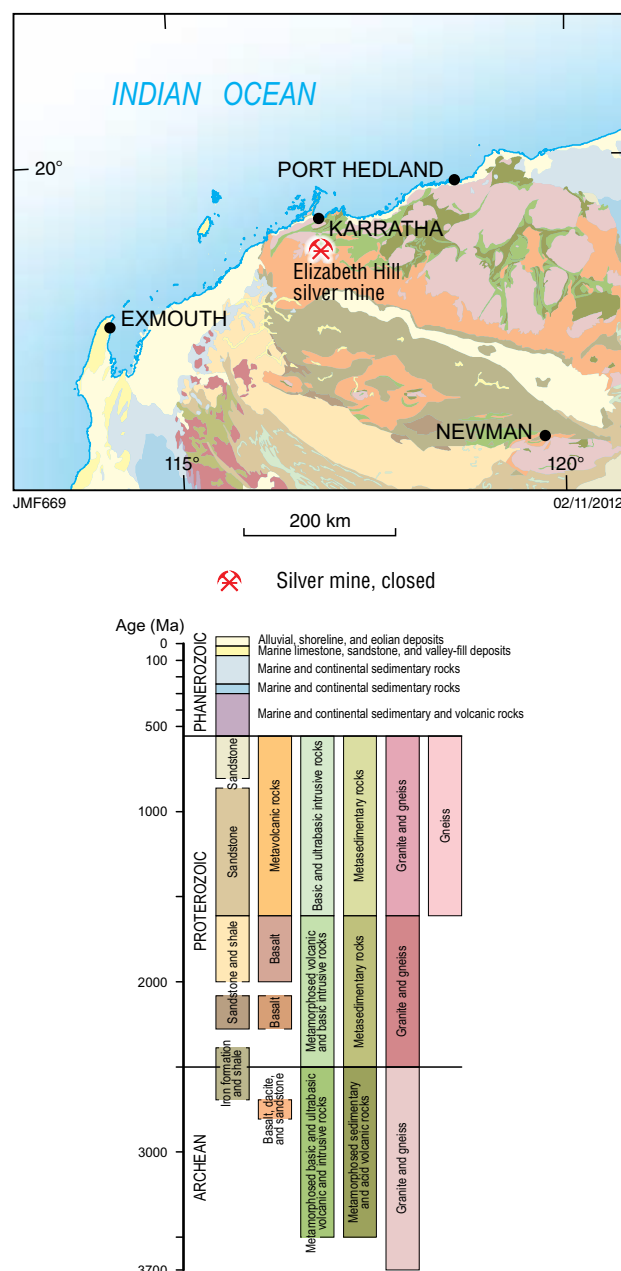 INDIAN OCEAN
20°
PORT HEDLAND
KARRATHA
Elizabeth Hill
silver mine
EXMOUTH
NEWMAN
115°
120°
JMF669
02/11/2012
200 km
Silver mine, closed
Age (Ma)
0
100
500
1000
2000
3000
3700
PHANEROZOIC
PROTEROZOIC
ARCHEAN
Alluvial, shoreline, and eolian deposits
Marine limestone, sandstone, and valley-fill deposits
Marine and continental sedimentary rocks
Marine and continental sedimentary rocks
Marine and continental sedimentary and volcanic rocks
Sandstone
Sandstone
Sandstone and shale
Sandstone and shale
Iron formation
and shale
Metavolcanic rocks
Basalt
Basalt
Basalt, dacite,
and sandstone
Basic and ultrabasic intrusive rocks
Metamorphosed volcanic
and basic intrusive rocks
Metamorphosed basic and ultrabasic
volcanic and intrusive rocks
Metasedimentary rocks
Metasedimentary rocks
Metamorphosed sedimentary
and acid volcanic rocks
Granite and gneiss
Granite and gneiss
Granite and gneiss
Gneiss